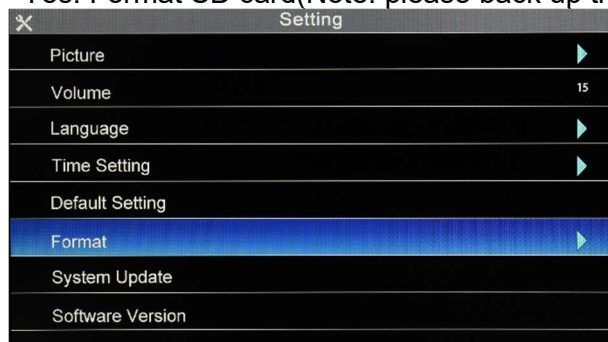 Format SD card(Note: please back up
Setting
Picture
Volume 15
Language
Time Setting
Default Setting
Format
System Update
Software Version